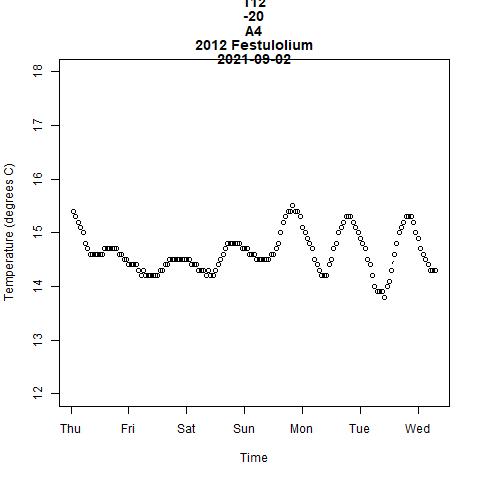 T12
-20
A4
2012 Festulolium
2021-09-02
Temperature (degrees C)
18
17
16
15
14
13
12
Thu Fri Sat Sun Mon Tue Wed
Time